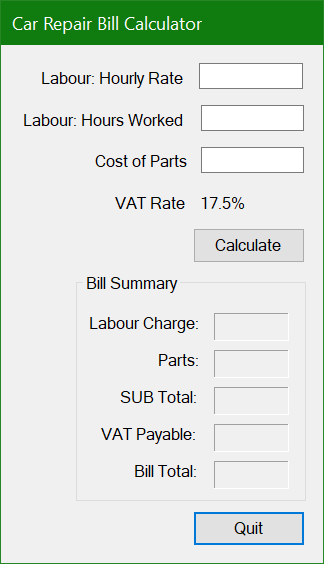 Car Repair Bill Calculator
Labour: Hourly Rate
Labour: Hours Worked
Cost of Parts
VAT Rate 17.5%
Calculate
Bill Summary
Labour Charge:
Parts:
SUB Total:
VAT Payable:
Bill Total:
Quit